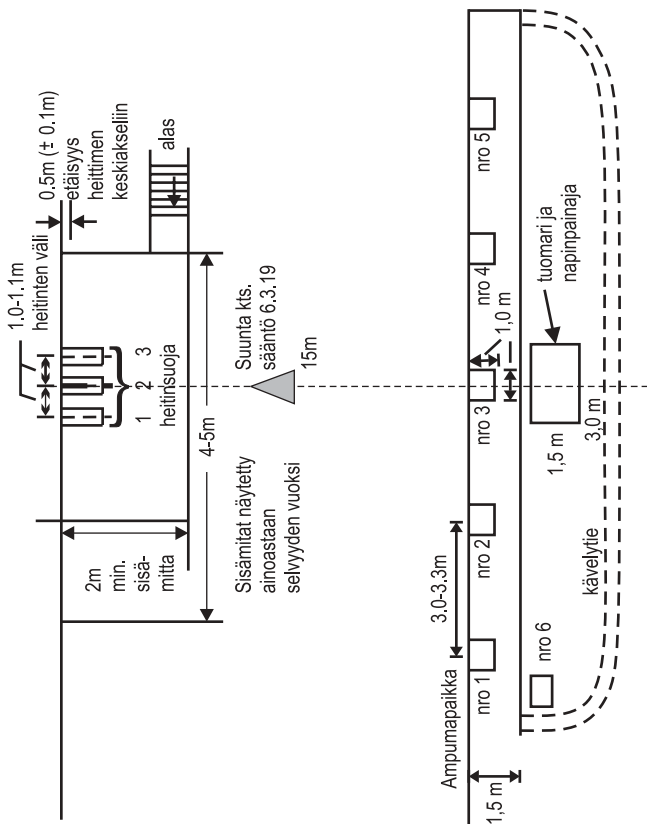 0.5m (± 0.1m)
etäisyys
heittimen
keskiakseliin
1.0-1.1m
heitinten väli
alas
1
2
3
heitinsuoja
2m
min.
sisä-
mitta
4-5m
Suunta kts.
sääntö 6.3.19
15m
Sisämitat näytetty
ainoastaan
selvyyden vuoksi
Ampumapaikka
3.0-3.3m
1,0 m
nro 1
nro 2
nro 3
nro 4
nro 5
1,5 m
nro 6
1,5 m
3,0 m
tuomari ja
napinpainaja
kävelytie